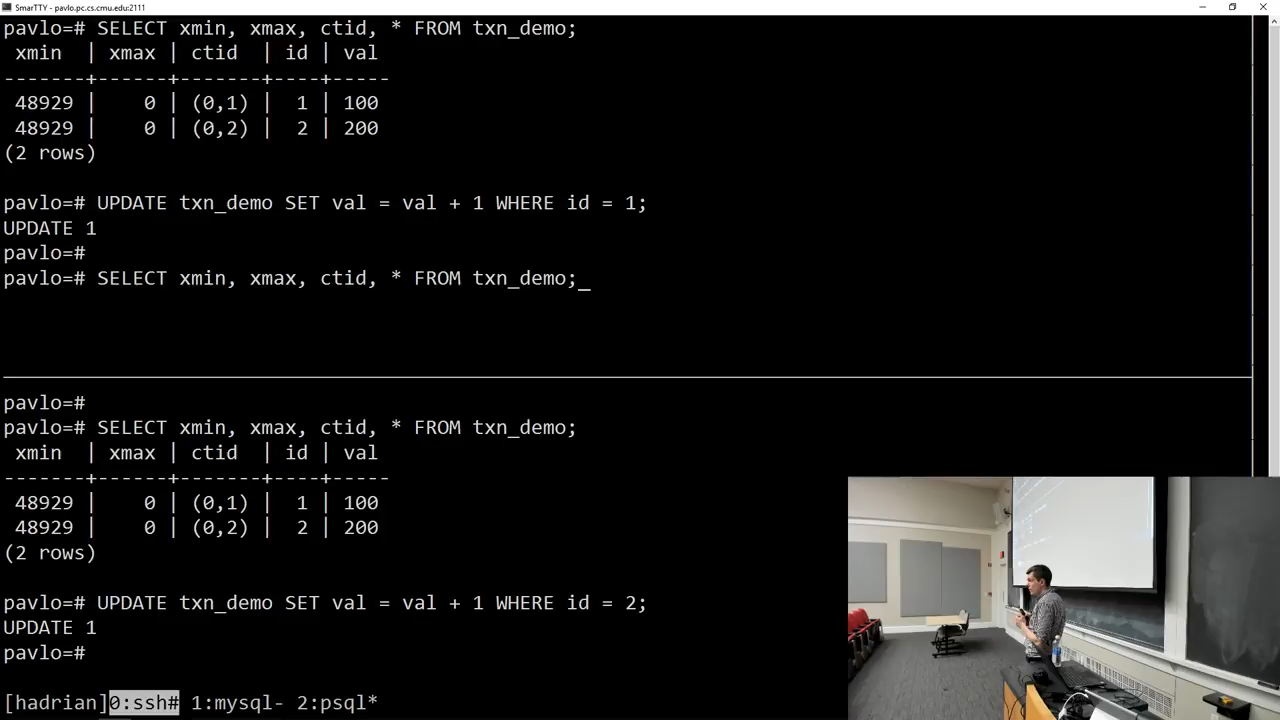 SmarTTY - pavlo.pc.cs.cmu.edu:2111
pavlo=# SELECT xmin, xmax, ctid, * FROM txn_demo;
xmin | xmax | ctid | id | val
-------+------+-------+----+-----
48929 | 0 | (0,1) | 1 | 100
48929 | 0 | (0,2) | 2 | 200
(2 rows)
pavlo=# UPDATE txn_demo SET val = val + 1 WHERE id = 1;
UPDATE 1
pavlo=#
pavlo=# SELECT xmin, xmax, ctid, * FROM txn_demo;_
pavlo=#
pavlo=# SELECT xmin, xmax, ctid, * FROM txn_demo;
xmin | xmax | ctid | id | val
-------+------+-------+----+-----
48929 | 0 | (0,1) | 1 | 100
48929 | 0 | (0,2) | 2 | 200
(2 rows)
pavlo=# UPDATE txn_demo SET val = val + 1 WHERE id = 2;
UPDATE 1
pavlo=#
[hadrian]0:ssh# 1:mysql- 2:psql*